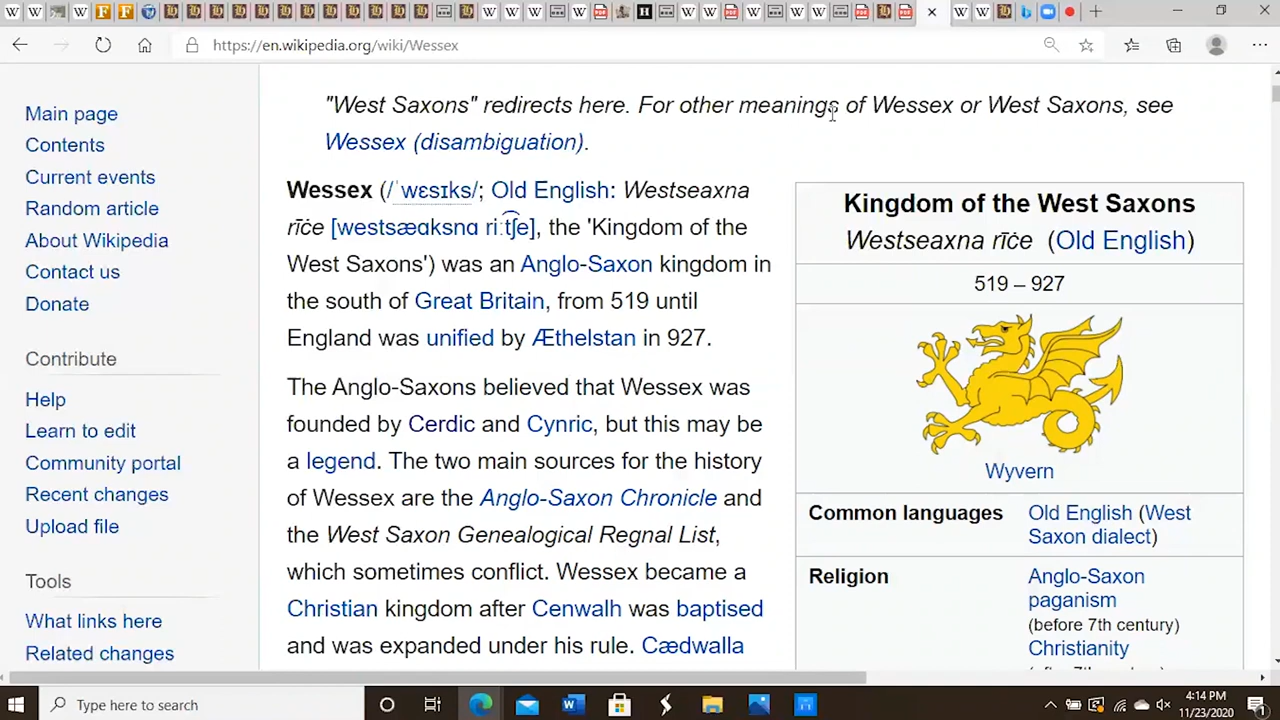 https://en.wikipedia.org/wiki/Wessex
Main page
Contents
Current events
Random article
About Wikipedia
Contact us
Donate
Contribute
Help
Learn to edit
Community portal
Recent changes
Upload file
Tools
What links here
Related changes
"West Saxons" redirects here. For other meanings of Wessex or West Saxons, see
Wessex (disambiguation).
Wessex (/ˈwɛsɪks/; Old English: Westseaxna
rīċe [westsæɑksnɑ riːt͡ʃe], the 'Kingdom of the
West Saxons') was an Anglo-Saxon kingdom in
the south of Great Britain, from 519 until
England was unified by Æthelstan in 927.
The Anglo-Saxons believed that Wessex was
founded by Cerdic and Cynric, but this may be
a legend. The two main sources for the history
of Wessex are the Anglo-Saxon Chronicle and
the West Saxon Genealogical Regnal List,
which sometimes conflict. Wessex became a
Christian kingdom after Cenwalh was baptised
and was expanded under his rule. Cædwalla
Kingdom of the West Saxons
Westseaxna rīċe (Old English)
519 – 927
Wyvern
Common languages Old English (West
Saxon dialect)
Religion Anglo-Saxon
paganism
(before 7th century)
Christianity
Type here to search
4:14 PM
11/23/2020